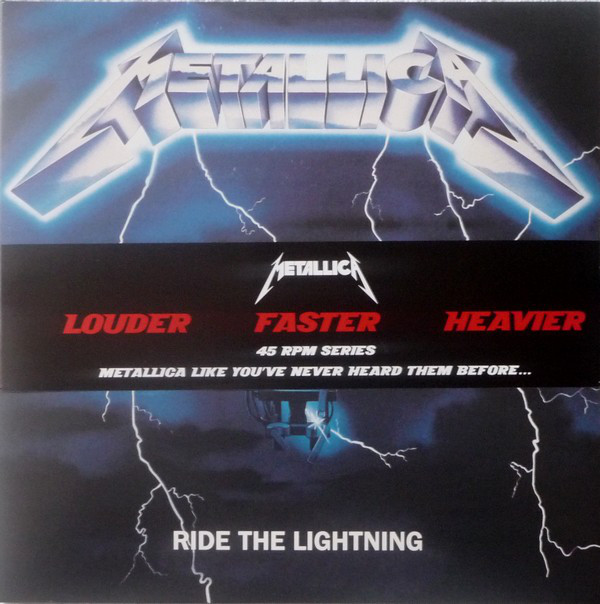 METALLICA
METALLICA
LOUDER FASTER HEAVIER
45 RPM SERIES
METALLICA LIKE YOU'VE NEVER HEARD THEM BEFORE...
RIDE THE LIGHTNING